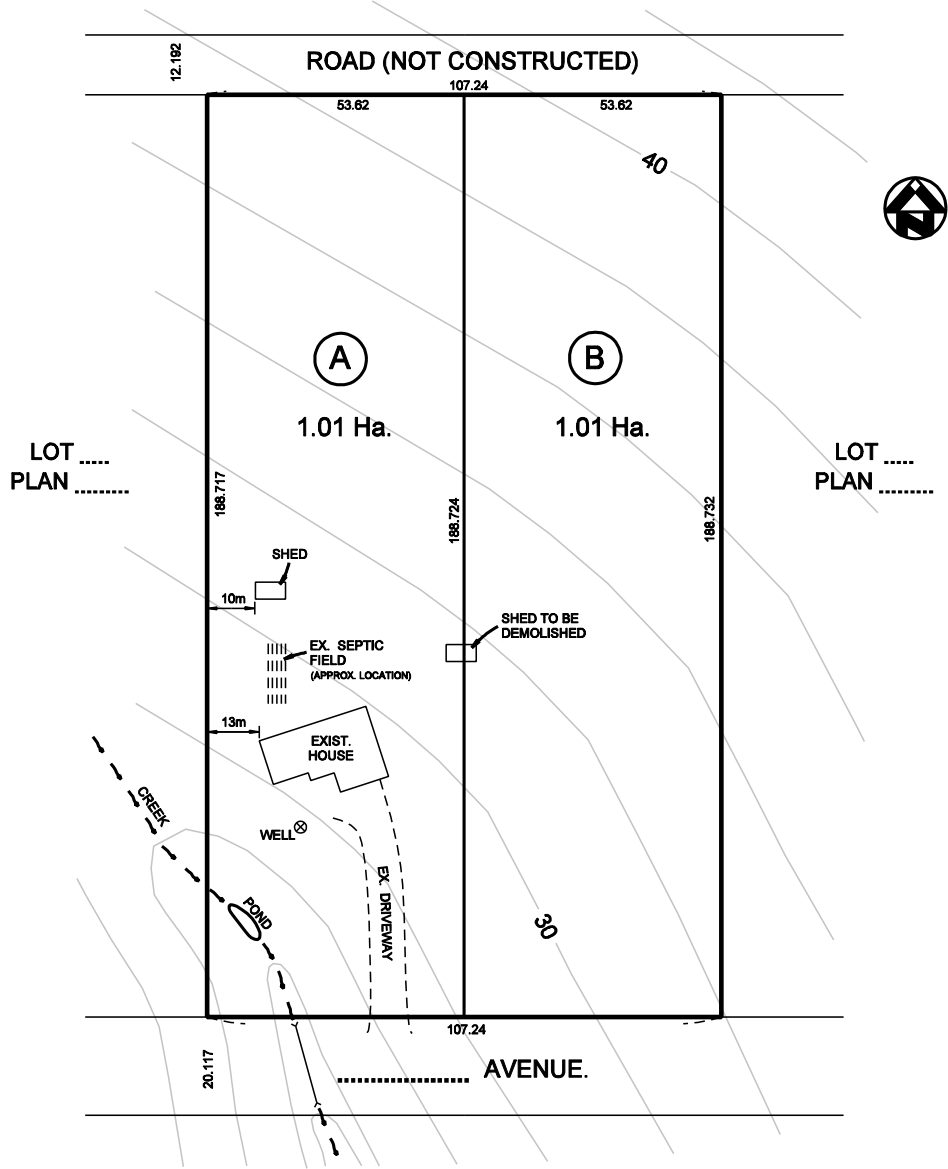 12.192
ROAD (NOT CONSTRUCTED)
107.24
53.62
53.62
40
N
A
B
1.01 Ha.
1.01 Ha.
LOT .....
PLAN .........
LOT .....
PLAN .........
188.717
188.724
188.732
SHED
10m
SHED TO BE
DEMOLISHED
EX. SEPTIC
FIELD
(APPROX. LOCATION)
13m
EXIST.
HOUSE
CREEK
WELL
POND
EX. DRIVEWAY
30
107.24
20.117
.................... AVENUE.